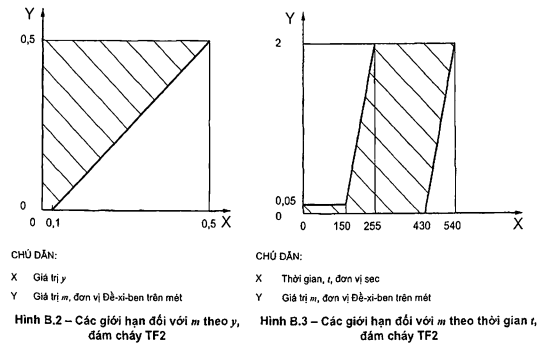 Y
0,5
0
0
0,1
0,5
X
CHÚ DẪN:
X Giá trị y
Y Giá trị m, đơn vị Đề-xi-ben trên mét
Hình B.2 – Các giới hạn đối với m theo y,
đám cháy TF2
Y
2
0,05
0
0
150
255
430
540
X
CHÚ DẪN:
X Thời gian, t, đơn vị sec
Y Giá trị m, đơn vị Đề-xi-ben trên mét
Hình B.3 – Các giới hạn đối với m theo thời gian t,
đám cháy TF2